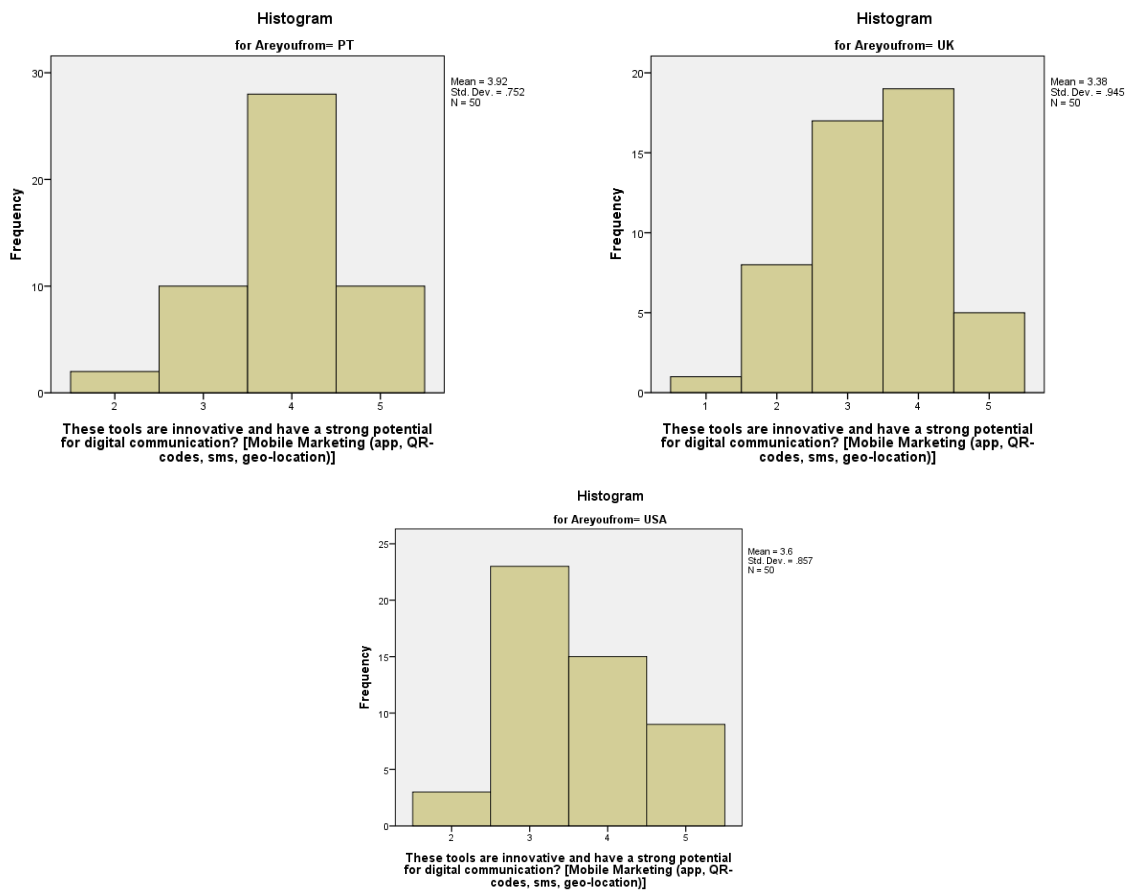 Histogram
for Areyoufrom= PT
Mean = 3.92
Std. Dev. = .752
N = 50
30
20
10
0
Frequency
2 3 4 5
These tools are innovative and have a strong potential
for digital communication? [Mobile Marketing (app, QR-
codes, sms, geo-location)]
Histogram
for Areyoufrom= UK
Mean = 3.38
Std. Dev. = .945
N = 50
20
15
10
5
0
Frequency
1 2 3 4 5
These tools are innovative and have a strong potential
for digital communication? [Mobile Marketing (app, QR-
codes, sms, geo-location)]
Histogram
for Areyoufrom= USA
Mean = 3.6
Std. Dev. = .857
N = 50
25
20
15
10
5
0
Frequency
2 3 4 5
These tools are innovative and have a strong potential
for digital communication? [Mobile Marketing (app, QR-
codes, sms, geo-location)]